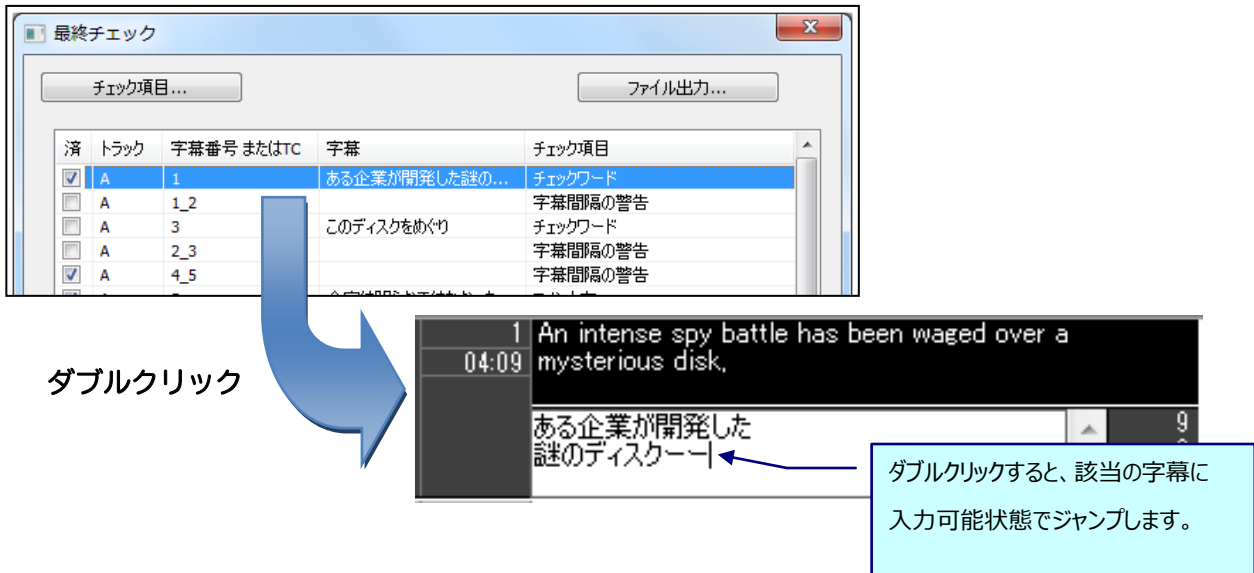 最終チェック
チェック項目... ファイル出力...
済 トラック 字幕番号 またはTC 字幕 チェック項目
A 1 ある企業が開発した謎の... チェックワード
A 1_2 字幕間隔の警告
A 3 このディスクをめぐり チェックワード
A 2_3 字幕間隔の警告
A 4_5 字幕間隔の警告
ダブルクリック
1 An intense spy battle has been waged over a
04:09 mysterious disk,
ある企業が開発した 9
謎のディスクーー
ダブルクリックすると、該当の字幕に
入力可能状態でジャンプします。